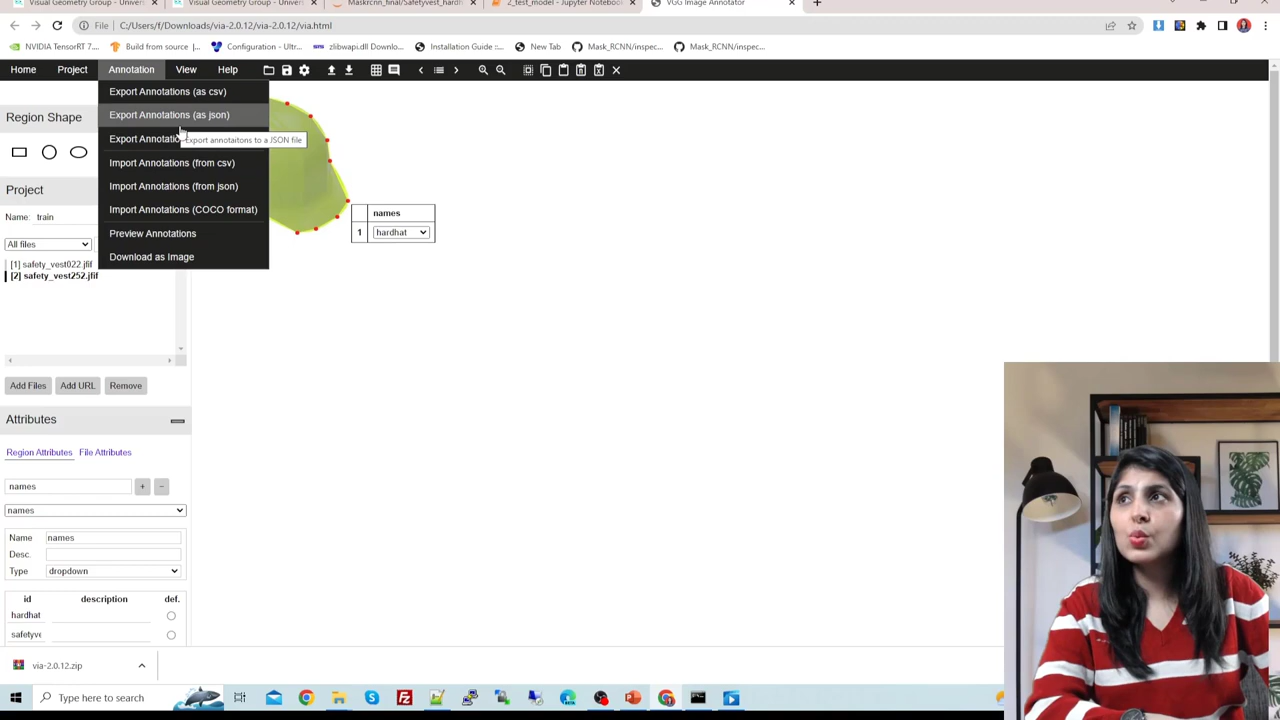 Visual Geometry Group - Univers
Visual Geometry Group - Univers
Maskrcnn_final/Safetyvest_hardh
2_test_model - Jupyter Notebook
VGG Image Annotator
File
C:/Users/f/Downloads/via-2.0.12/via-2.0.12/via.html
NVIDIA TensorRT 7....
Build from source |...
Configuration - Ultr...
zlibwapi.dll Downlo...
Installation Guide ::.
New Tab
Mask_RCNN/inspec...
Mask_RCNN/inspec...
Home
Project
Annotation
View
Help
Export Annotations (as csv)
Region Shape
Export Annotations (as json)
Export Annotatio
Export annotaitons to a JSON file
Import Annotations (from csv)
Project
Import Annotations (from json)
Import Annotations (COCO format)
Name:
train
names
1
hardhat
Preview Annotations
All files
Download as Image
[1] safety_vest022.jfif
[2] safety_vest252.jfif
Add Files
Add URL
Remove
Attributes
Region Attributes
File Attributes
names
+
-
names
Name
names
Desc.
Type
dropdown
id
description
def.
hardhat
safetyve
via-2.0.12.zip
Type here to search